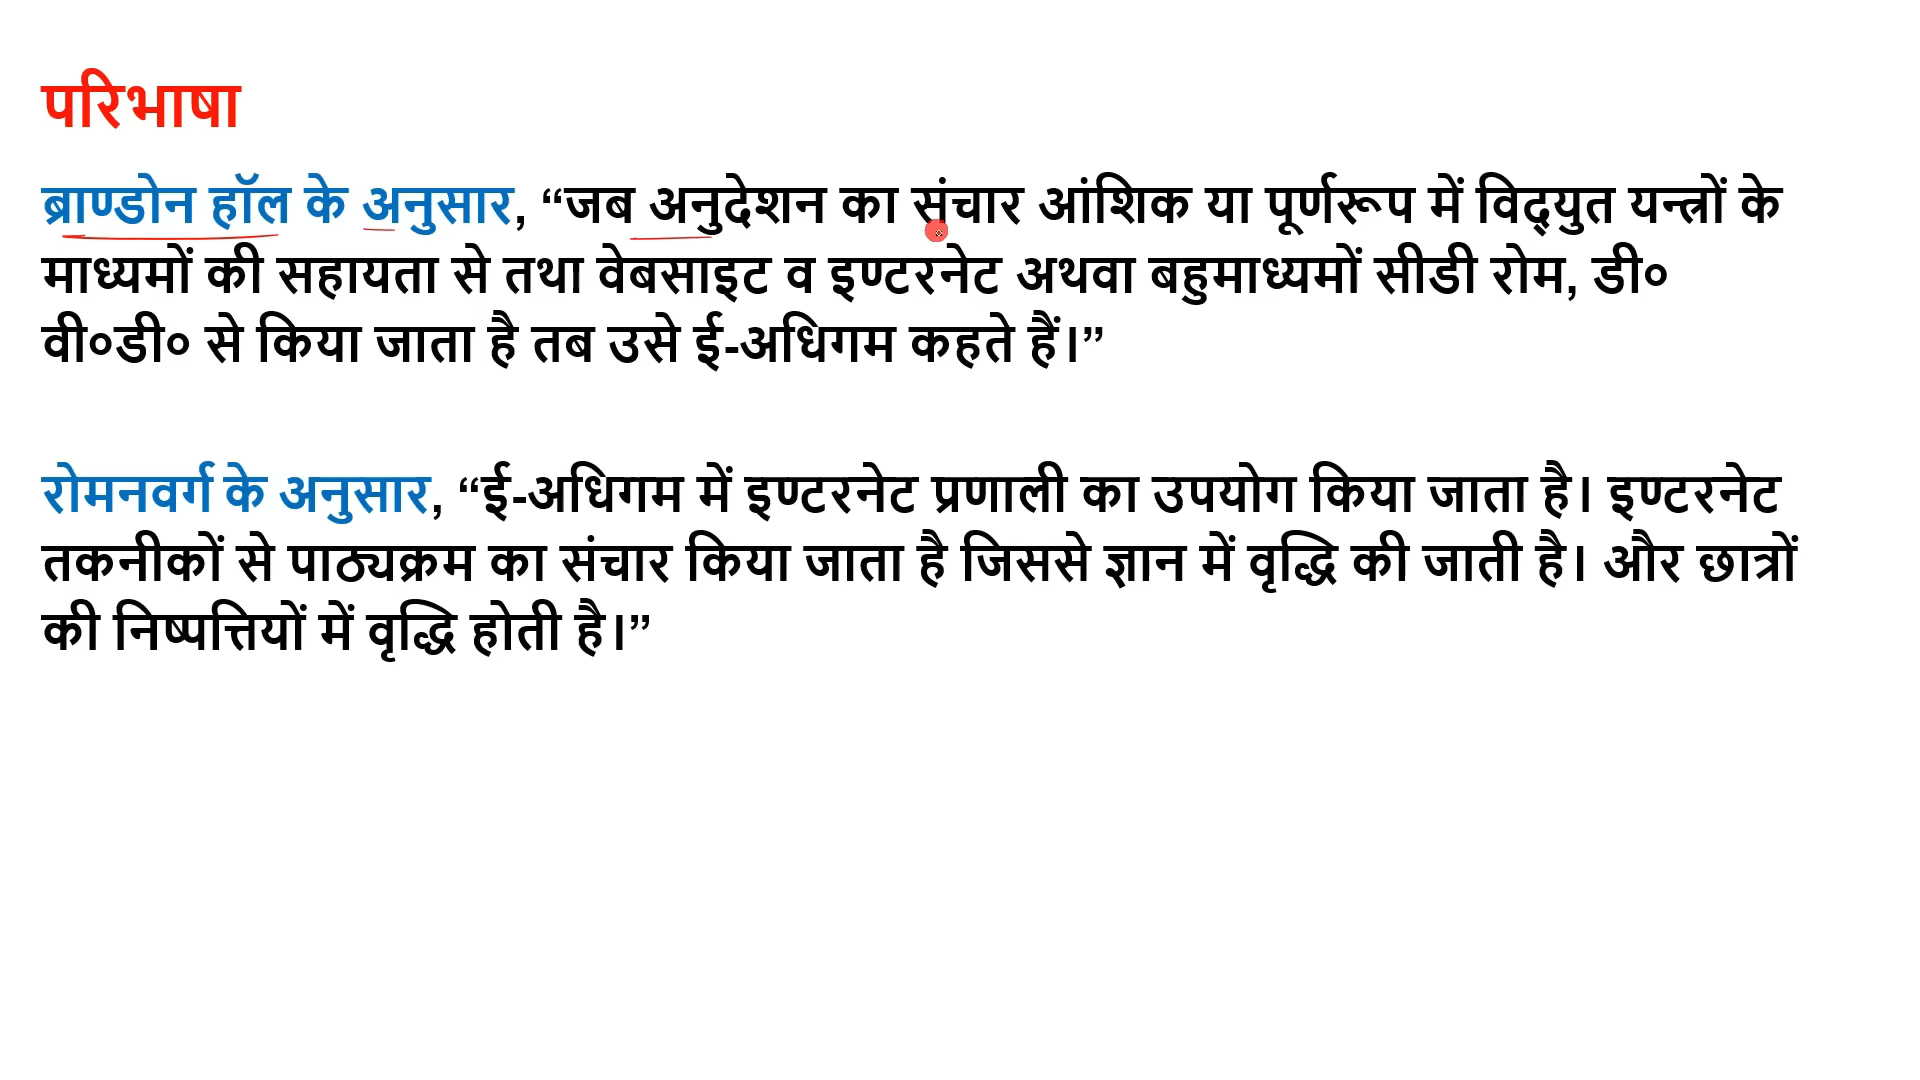 परिभाषा
ब्राण्डोन हॉल के अनुसार, “जब अनुदेशन का संचार आंशिक या पूर्णरूप में विद्युत यन्त्रों के
माध्यमों की सहायता से तथा वेबसाइट व इण्टरनेट अथवा बहुमाध्यमों सीडी रोम, डी०
वी०डी० से किया जाता है तब उसे ई-अधिगम कहते हैं।”
रोमनवर्ग के अनुसार, “ई-अधिगम में इण्टरनेट प्रणाली का उपयोग किया जाता है। इण्टरनेट
तकनीकों से पाठ्यक्रम का संचार किया जाता है जिससे ज्ञान में वृद्धि की जाती है। और छात्रों
की निष्पत्तियों में वृद्धि होती है।”